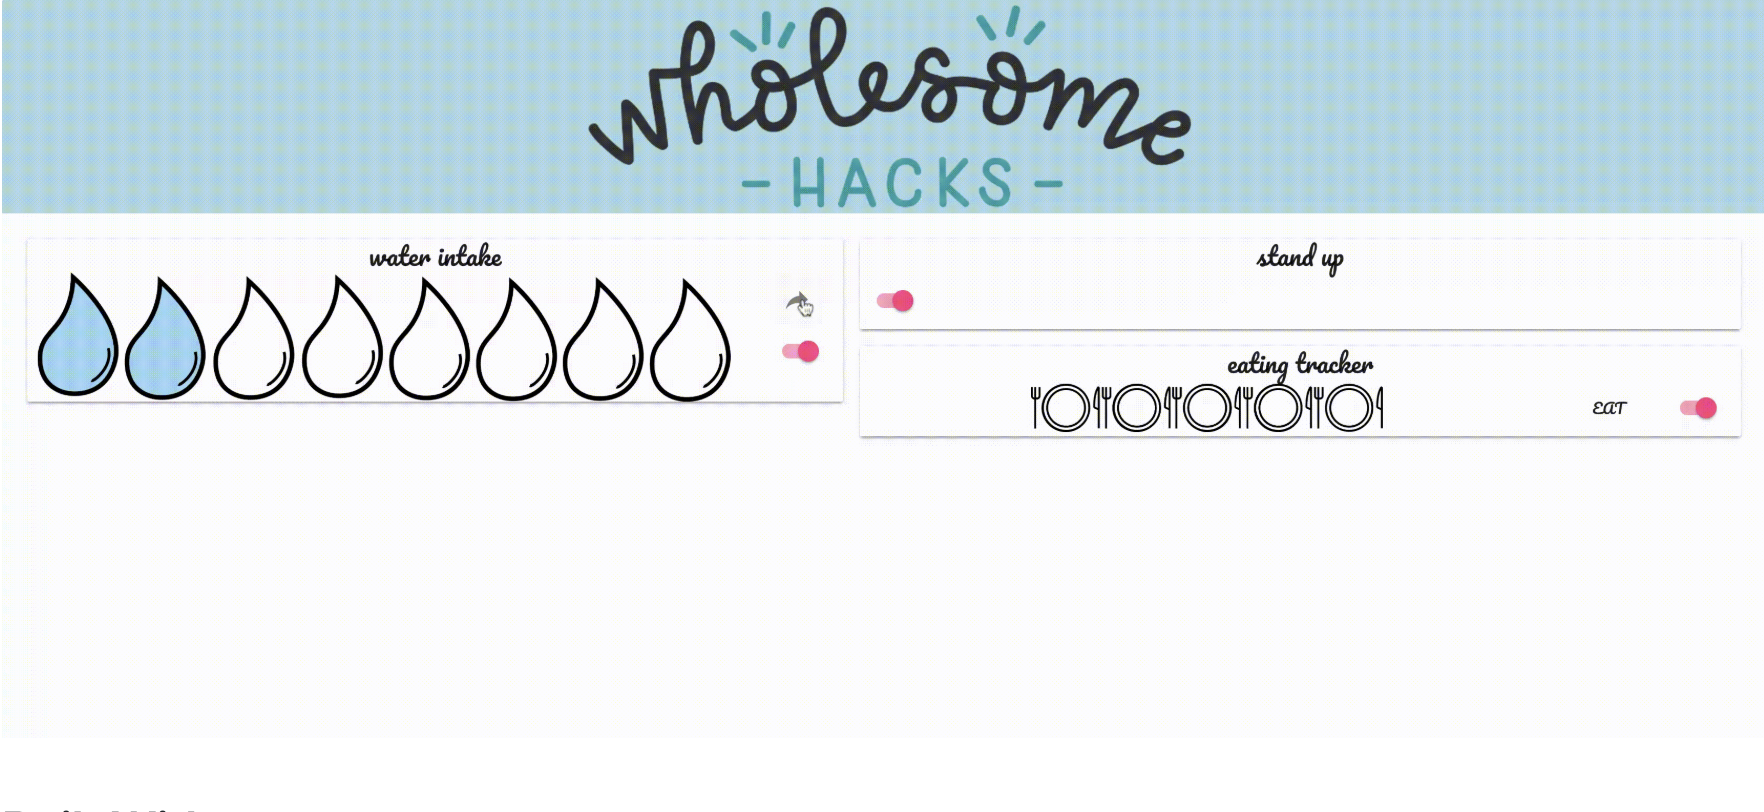 wholesome
- HACKS -
water intake
stand up
eating tracker
EAT